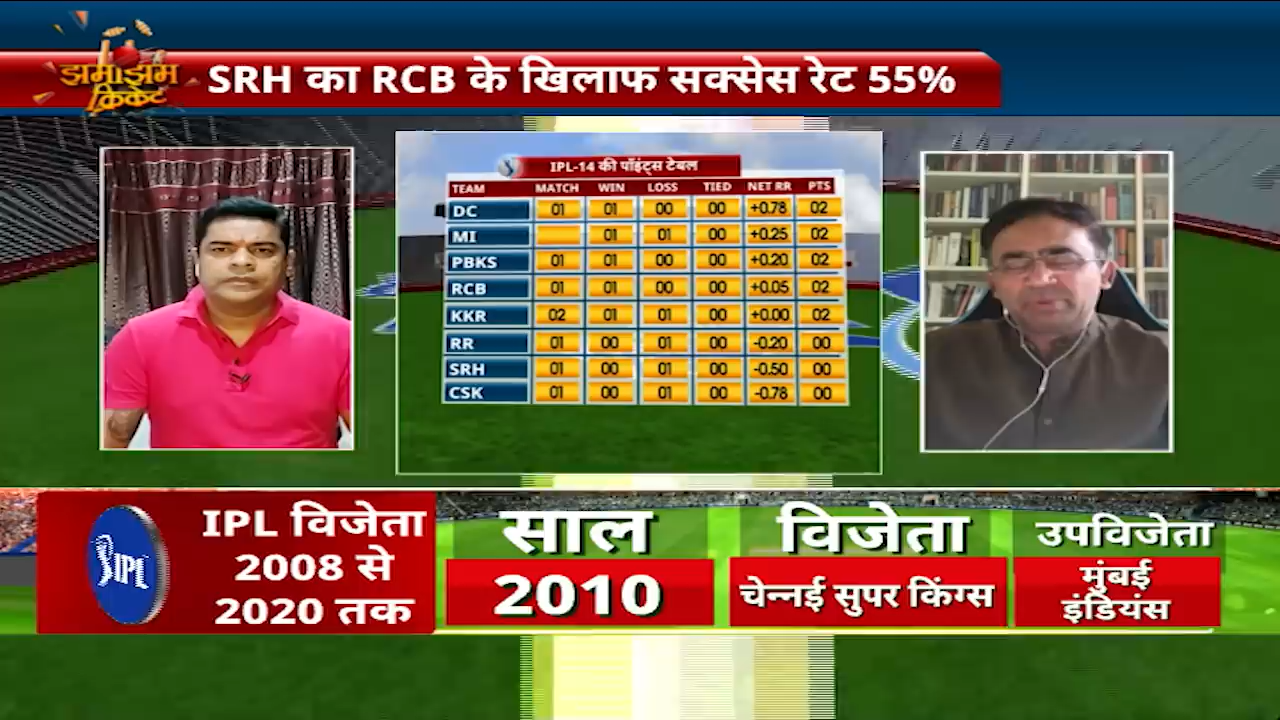 झमाझम
क्रिकेट
SRH का RCB के खिलाफ सक्सेस रेट 55%
IPL-14 की पॉइंट्स टेबल
TEAM MATCH WIN LOSS TIED NET RR PTS
DC 01 01 00 00 +0.78 02
MI 01 01 00 +0.25 02
PBKS 01 01 00 00 +0.20 02
RCB 01 01 00 00 +0.05 02
KKR 02 01 01 00 +0.00 02
RR 01 00 01 00 -0.20 00
SRH 01 00 01 00 -0.50 00
CSK 01 00 01 00 -0.78 00
IPL
IPL विजेता
2008 से
2020 तक
साल
2010
विजेता
चेन्नई सुपर किंग्स
उपविजेता
मुंबई
इंडियंस